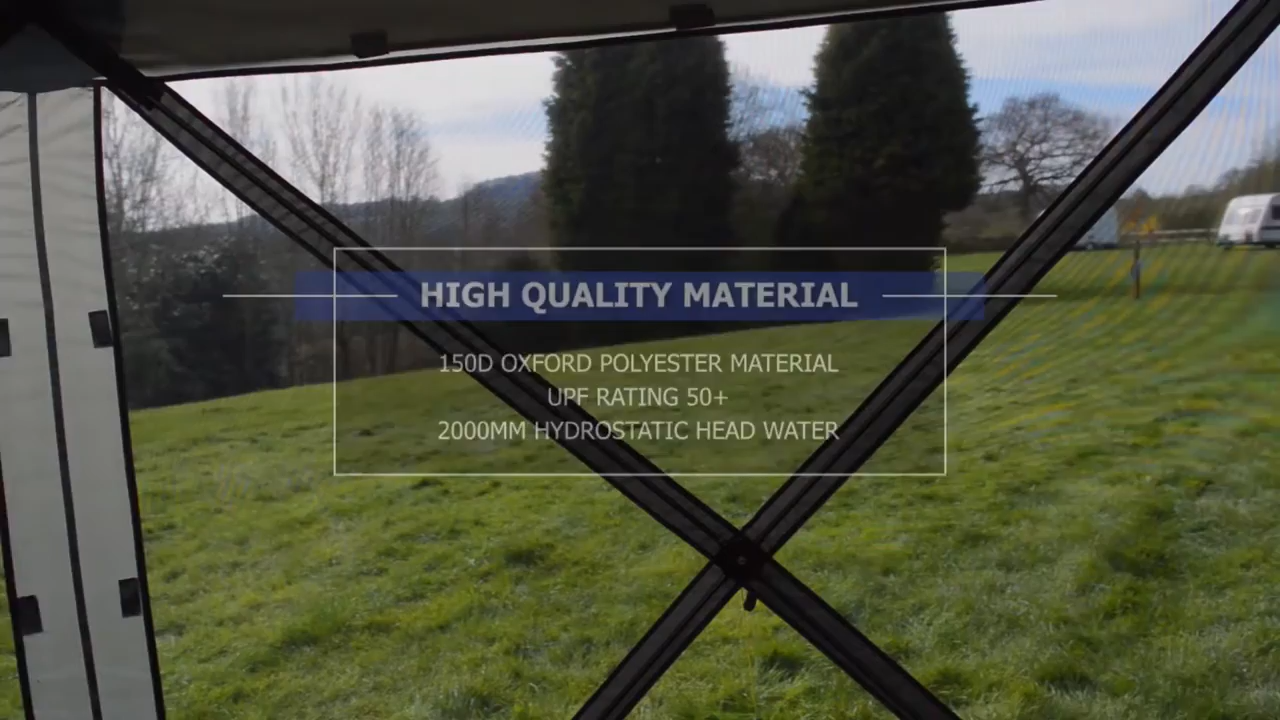 HIGH QUALITY MATERIAL
150D OXFORD POLYESTER MATERIAL
UPF RATING 50+
2000MM HYDROSTATIC HEAD WATER